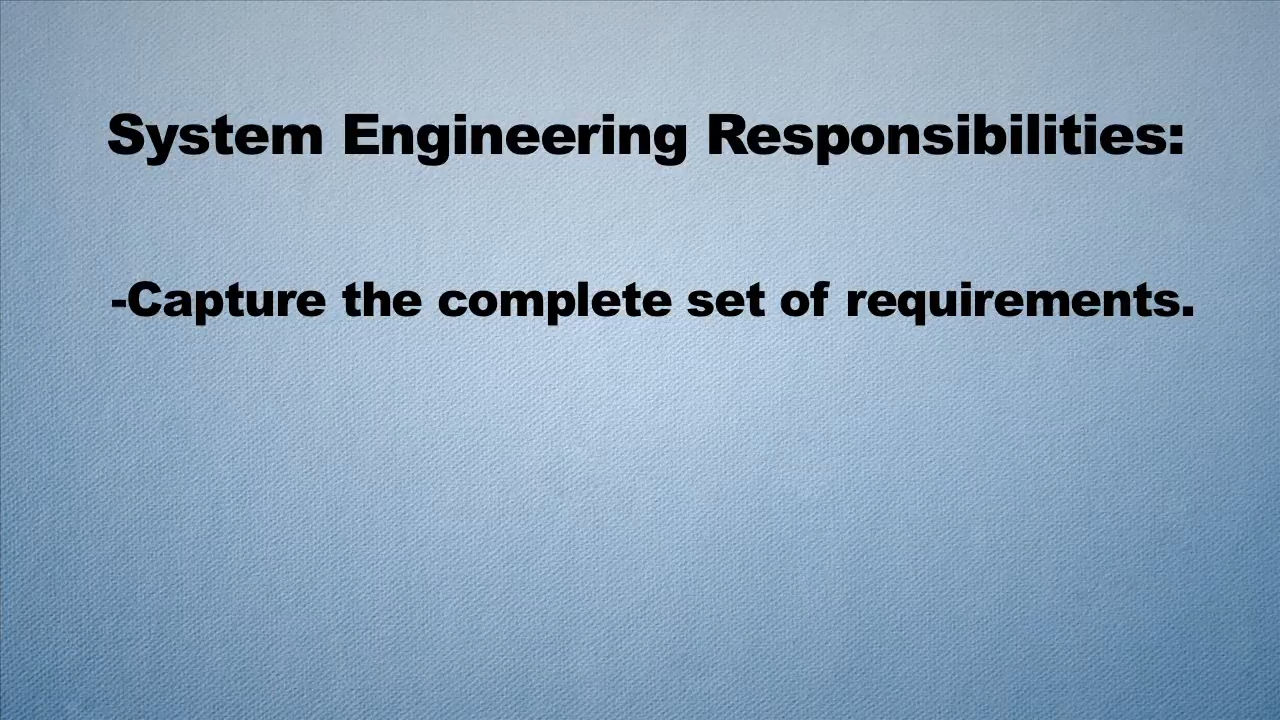 System Engineering Responsibilities:
-Capture the complete set of requirements.